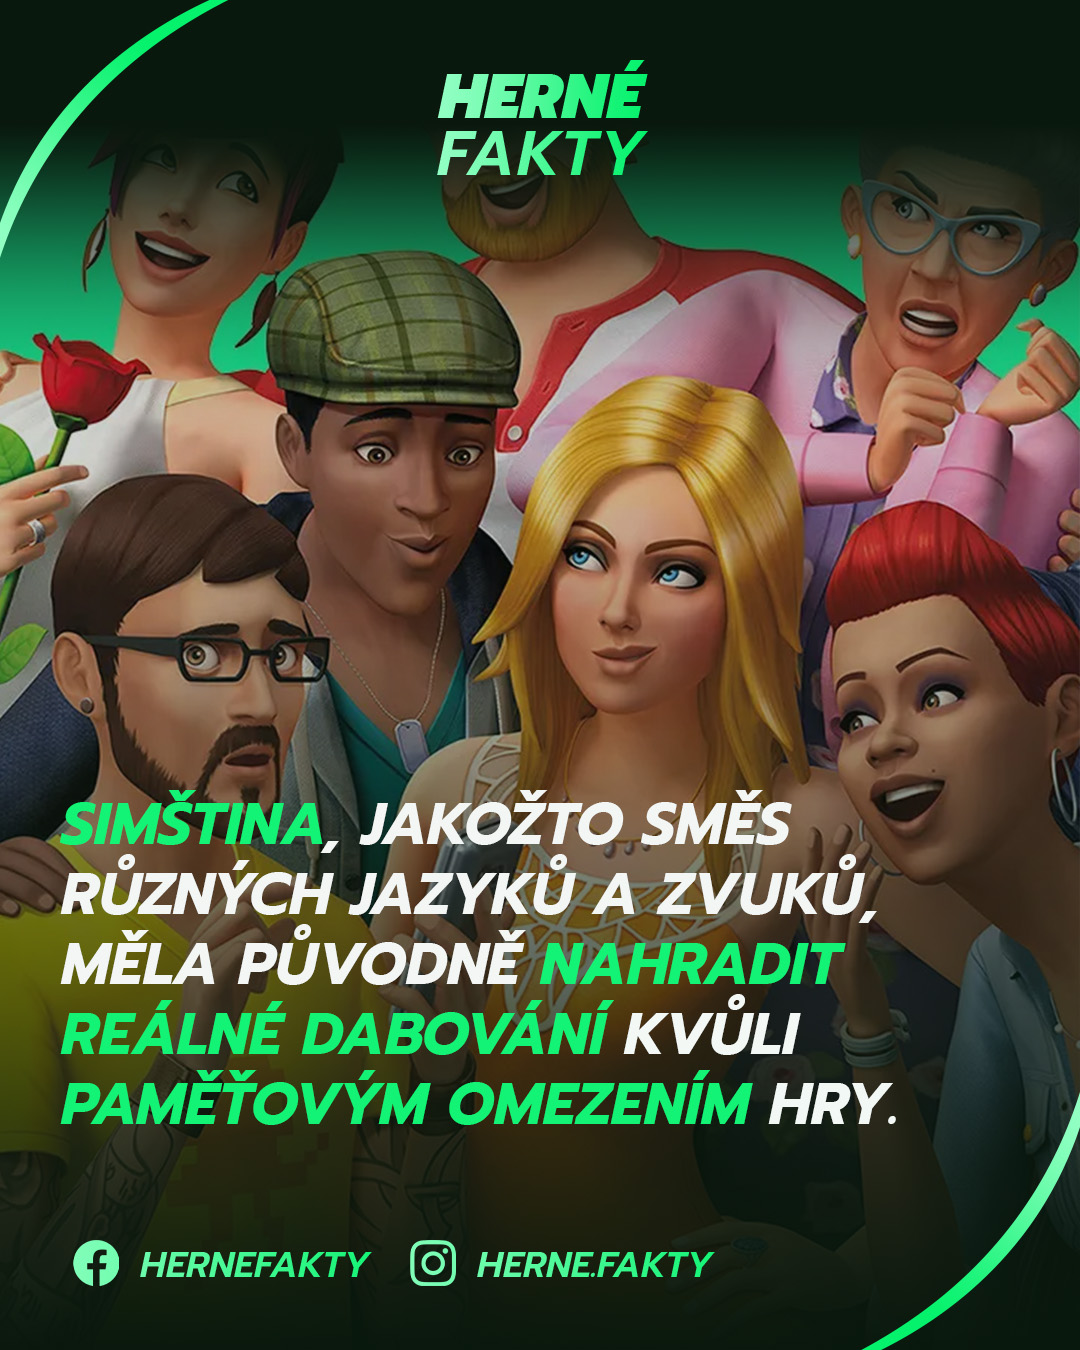 HERNÉ
FAKTY
SIMŠTINA, JAKOŽTO SMĚS
RŮZNÝCH JAZYKŮ A ZVUKŮ,
MĚLA PŮVODNĚ NAHRADIT
REÁLNÉ DABOVÁNÍ KVŮLI
PAMĚŤOVÝM OMEZENÍM HRY.
HERNEFAKTY HERNE.FAKTY